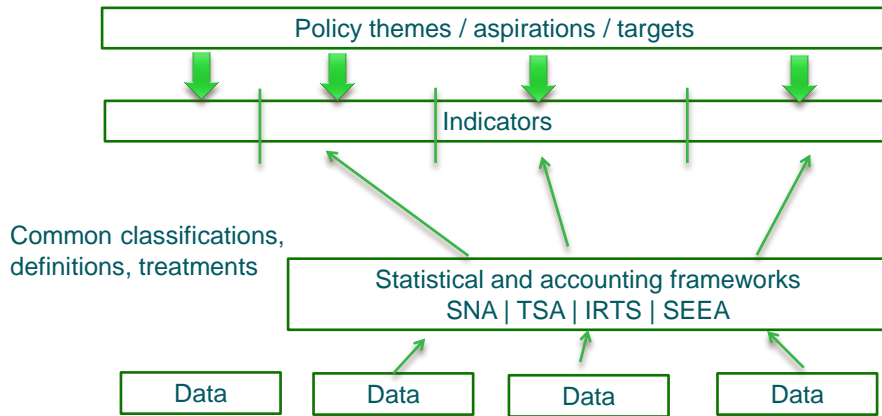 Policy themes / aspirations / targets
Indicators
Common classifications,
definitions, treatments
Statistical and accounting frameworks
SNA | TSA | IRTS | SEEA
Data
Data
Data
Data